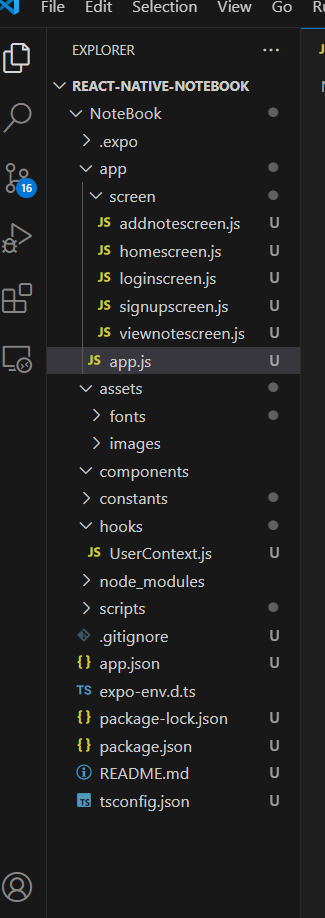 File Edit Selection View Go Ru
EXPLORER ...
REACT-NATIVE-NOTEBOOK
NoteBook
.expo
app
screen
JS addnotescreen.js U
JS homescreen.js U
JS loginscreen.js U
JS signupscreen.js U
JS viewnotescreen.js U
JS app.js U
assets
fonts
images
components
constants
hooks
JS UserContext.js U
node_modules
scripts
.gitignore U
{} app.json U
TS expo-env.d.ts
{} package-lock.json U
{} package.json U
README.md U
TS tsconfig.json U
16